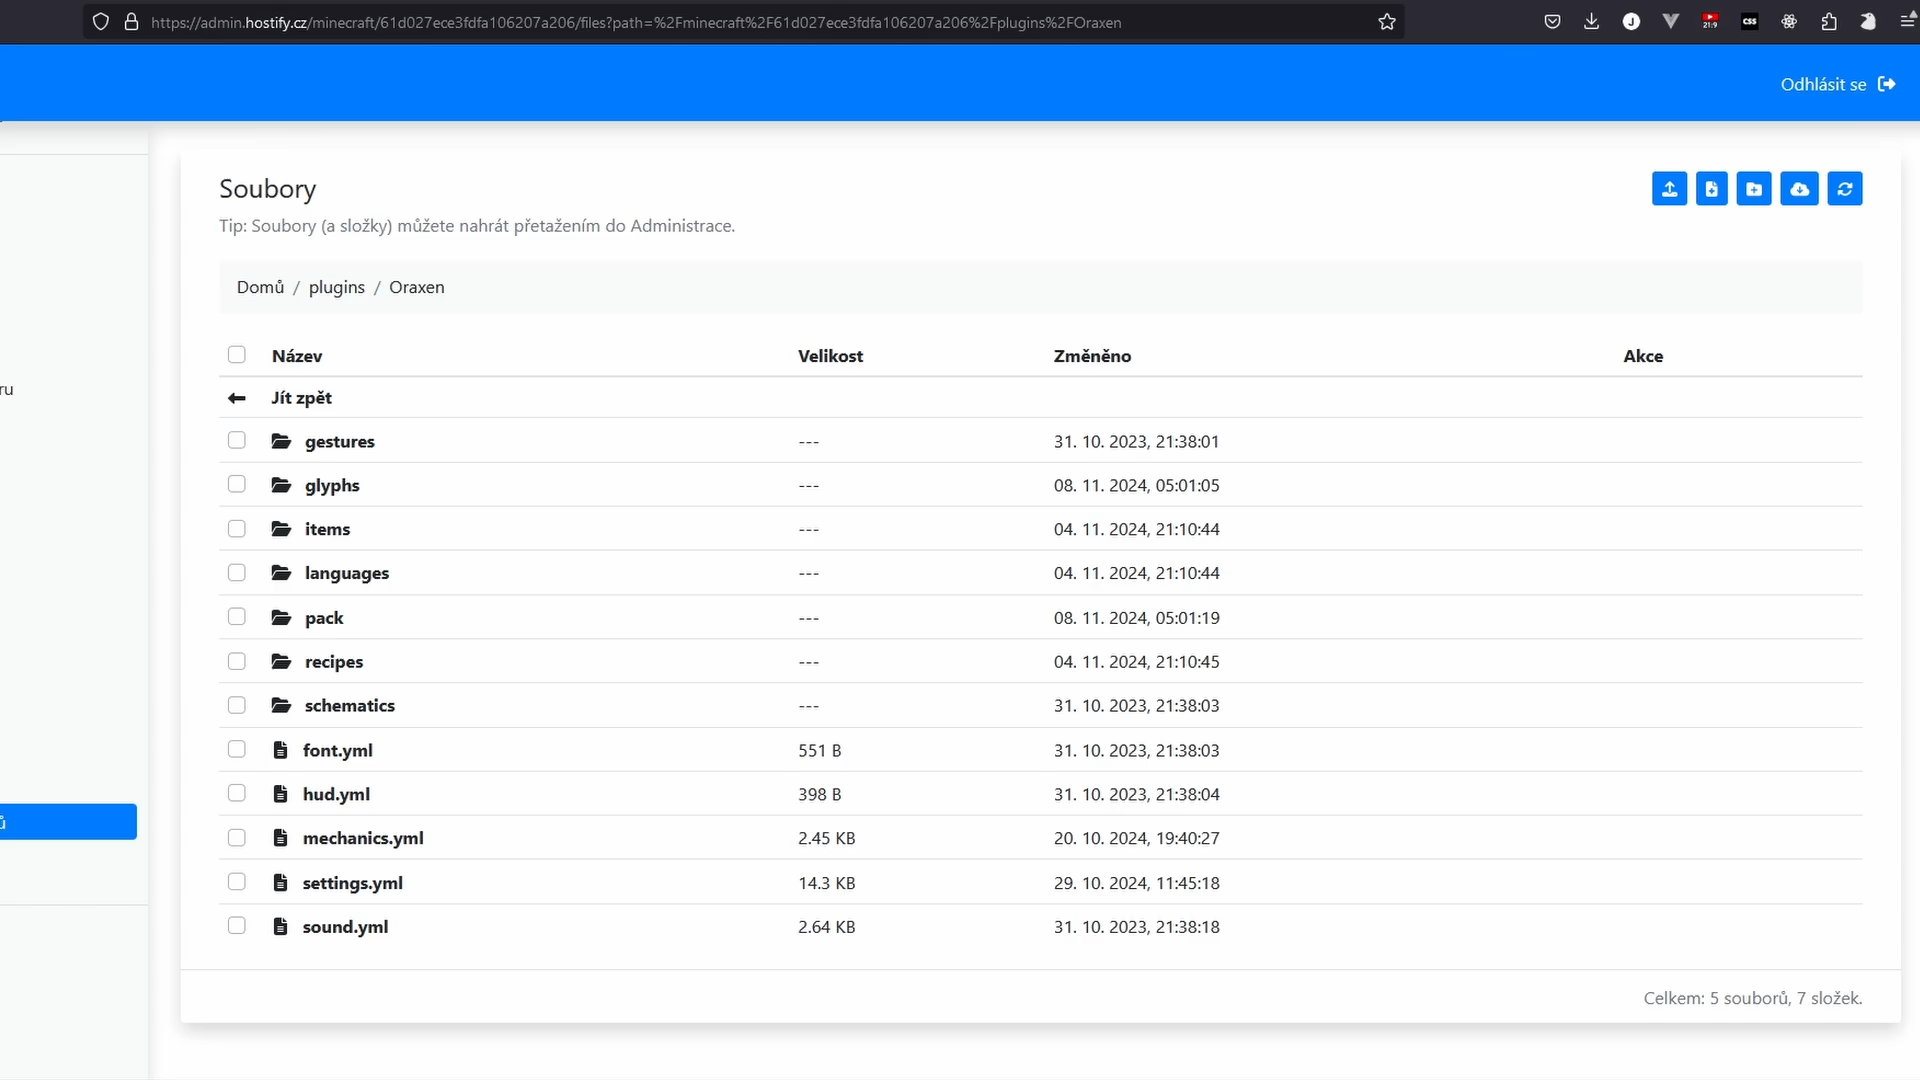 https://admin.hostify.cz/minecraft/61d027ece3fdfa106207a206/files?path=%2Fminecraft%2F61d027ece3fdfa106207a206%2Fplugins%2FOraxen
J
21:9
CSS
Odhlásit se
Soubory
Tip: Soubory (a složky) můžete nahrát přetažením do Administrace.
Domů / plugins / Oraxen
Název Velikost Změněno Akce
ru
Jít zpět
gestures --- 31. 10. 2023, 21:38:01
glyphs --- 08. 11. 2024, 05:01:05
items --- 04. 11. 2024, 21:10:44
languages --- 04. 11. 2024, 21:10:44
pack --- 08. 11. 2024, 05:01:19
recipes --- 04. 11. 2024, 21:10:45
schematics --- 31. 10. 2023, 21:38:03
font.yml 551 B 31. 10. 2023, 21:38:03
hud.yml 398 B 31. 10. 2023, 21:38:04
ů
mechanics.yml 2.45 KB 20. 10. 2024, 19:40:27
settings.yml 14.3 KB 29. 10. 2024, 11:45:18
sound.yml 2.64 KB 31. 10. 2023, 21:38:18
Celkem: 5 souborů, 7 složek.